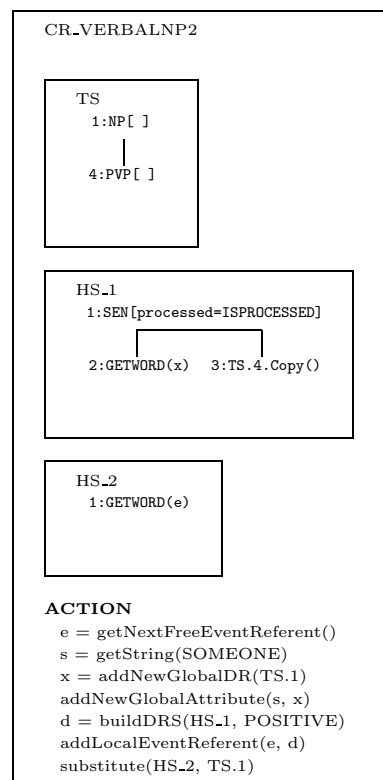 CR_VERBALNP2
TS
1:NP[ ]
4:PVP[ ]
HS_1
1:SEN[processed=ISPROCESSED]
2:GETWORD(x) 3:TS.4.Copy()
HS_2
1:GETWORD(e)
ACTION
e = getNextFreeEventReferent()
s = getString(SOMEONE)
x = addNewGlobalDR(TS.1)
addNewGlobalAttribute(s, x)
d = buildDRS(HS_1, POSITIVE)
addLocalEventReferent(e, d)
substitute(HS_2, TS.1)